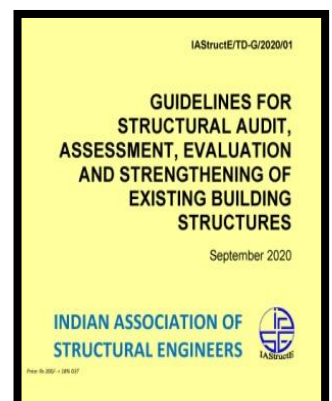 IAStructE/TD-G/2020/01
GUIDELINES FOR
STRUCTURAL AUDIT,
ASSESSMENT, EVALUATION
AND STRENGTHENING OF
EXISTING BUILDING
STRUCTURES
September 2020
INDIAN ASSOCIATION OF
STRUCTURAL ENGINEERS
IAStructE